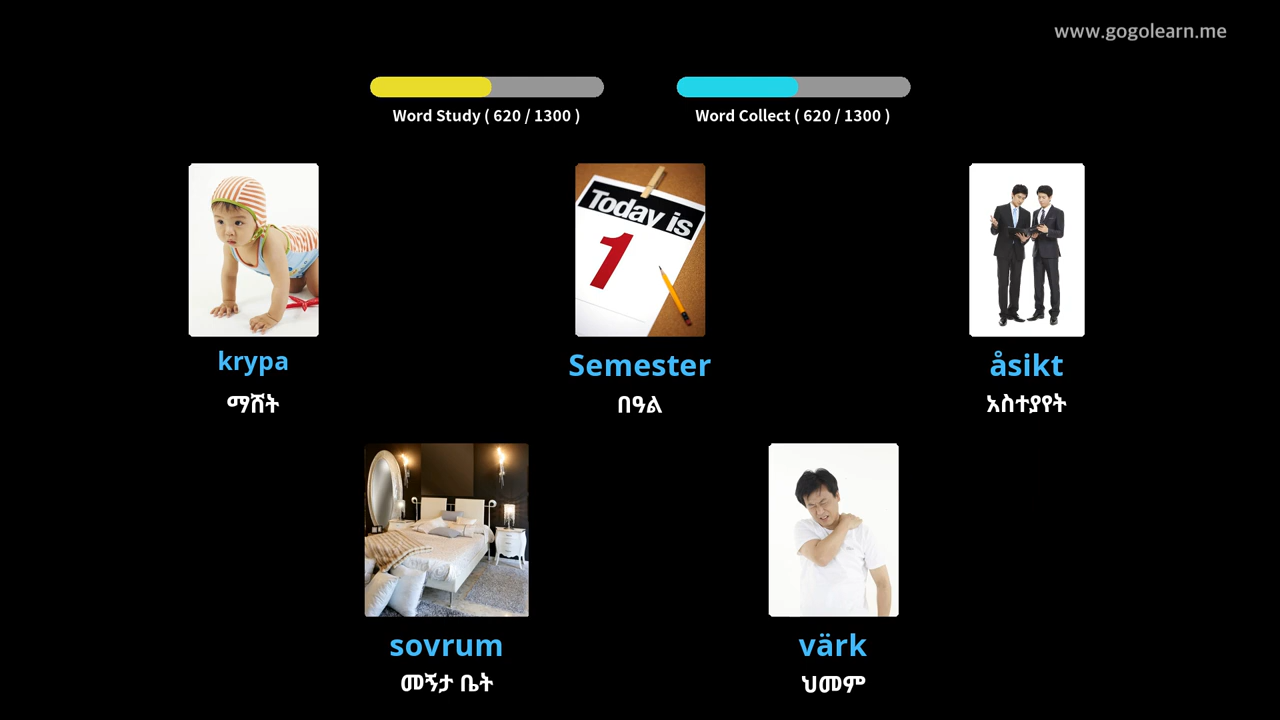 www.gogolearn.me
Word Study ( 620 / 1300 )
Word Collect ( 620 / 1300 )
Today is
1
krypa
ማሸት
Semester
በዓል
åsikt
አስተያየት
sovrum
መኝታ ቤት
värk
ህመም